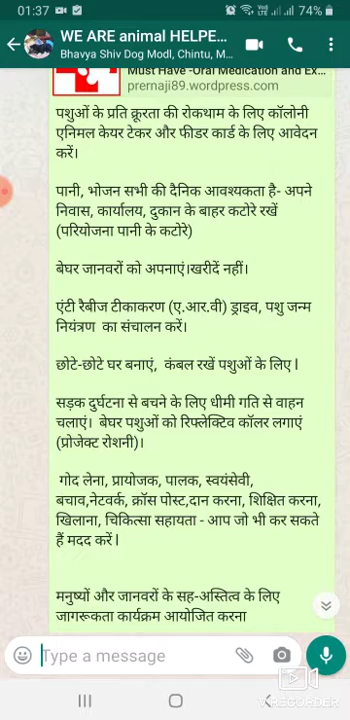 01:37
74%
WE ARE animal HELPE...
Bhavya Shiv Dog Modl, Chintu, M...
Must Have -Oral Medication and Ex...
prernaji89.wordpress.com
पशुओं के प्रति क्रूरता की रोकथाम के लिए कॉलोनी
एनिमल केयर टेकर और फीडर कार्ड के लिए आवेदन
करें।
पानी, भोजन सभी की दैनिक आवश्यकता है- अपने
निवास, कार्यालय, दुकान के बाहर कटोरे रखें
(परियोजना पानी के कटोरे)
बेघर जानवरों को अपनाएं।खरीदें नहीं।
एंटी रैबीज टीकाकरण (ए.आर.वी) ड्राइव, पशु जन्म
नियंत्रण का संचालन करें।
छोटे-छोटे घर बनाएं, कंबल रखें पशुओं के लिए l
सड़क दुर्घटना से बचने के लिए धीमी गति से वाहन
चलाएं। बेघर पशुओं को रिफ्लेक्टिव कॉलर लगाएं
(प्रोजेक्ट रोशनी)।
गोद लेना, प्रायोजक, पालक, स्वयंसेवी,
बचाव,नेटवर्क, क्रॉस पोस्ट,दान करना, शिक्षित करना,
खिलाना, चिकित्सा सहायता - आप जो भी कर सकते
हैं मदद करें l
मनुष्यों और जानवरों के सह-अस्तित्व के लिए
जागरूकता कार्यक्रम आयोजित करना
Type a message
VIRECORDER